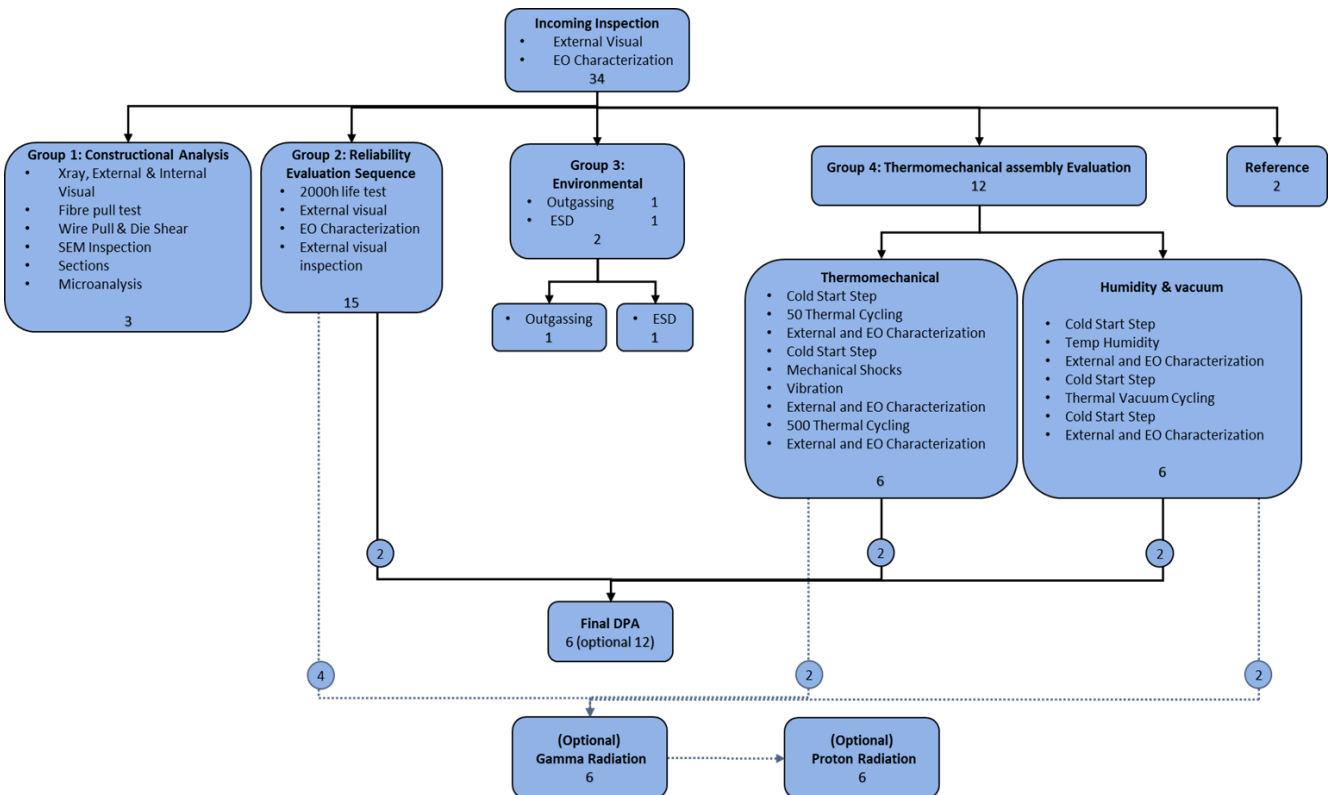 Incoming Inspection
• External Visual
• EO Characterization
34
Group 1: Constructional Analysis
• Xray, External & Internal
Visual
• Fibre pull test
• Wire Pull & Die Shear
• SEM Inspection
• Sections
• Microanalysis
3
Group 2: Reliability
Evaluation Sequence
• 2000h life test
• External visual
• EO Characterization
• External visual
inspection
15
Group 3:
Environmental
• Outgassing 1
• ESD 1
2
• Outgassing
1
• ESD
1
Group 4: Thermomechanical assembly Evaluation
12
Reference
2
Thermomechanical
• Cold Start Step
• 50 Thermal Cycling
• External and EO Characterization
• Cold Start Step
• Mechanical Shocks
• Vibration
• External and EO Characterization
• 500 Thermal Cycling
• External and EO Characterization
6
Humidity & vacuum
• Cold Start Step
• Temp Humidity
• External and EO Characterization
• Cold Start Step
• Thermal Vacuum Cycling
• Cold Start Step
• External and EO Characterization
6
2
2
2
Final DPA
6 (optional 12)
4
2
2
(Optional)
Gamma Radiation
6
(Optional)
Proton Radiation
6